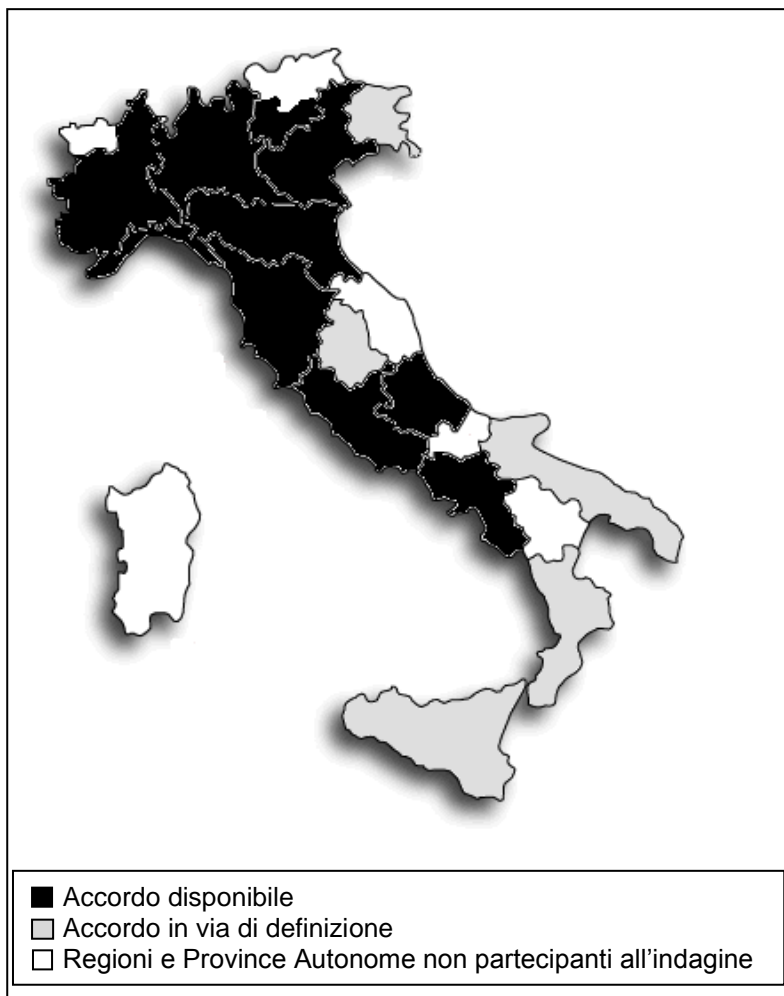 Accordo disponibile
Accordo in via di definizione
Regioni e Province Autonome non partecipanti all'indagine